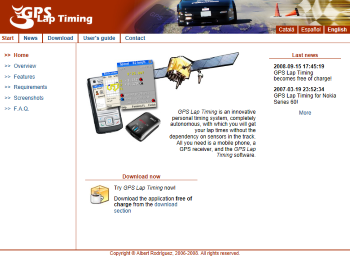 GPS
Lap Timing
Català | Español | English
Start | News | Download | User's guide | Contact
>> Home
>> Overview
>> Features
>> Requirements
>> Screenshots
>> F.A.Q.
GPS Lap Timing is an innovative
personal timing system, completely
autonomous, with which you will get
your lap times without the
dependency on sensors in the track.
All you need is a mobile phone, a
GPS receiver, and the GPS Lap
Timing software.
Download now
Try GPS Lap Timing now!
Download the application free of
charge from the download
section
Last news
2008-09-15 17:45:19
GPS Lap Timing
becomes free of charge!
2007-03-19 23:52:34
GPS Lap Timing for Nokia
Series 60!
More
Copyright © Albert Rodriguez, 2006-2008, All rights reserved.